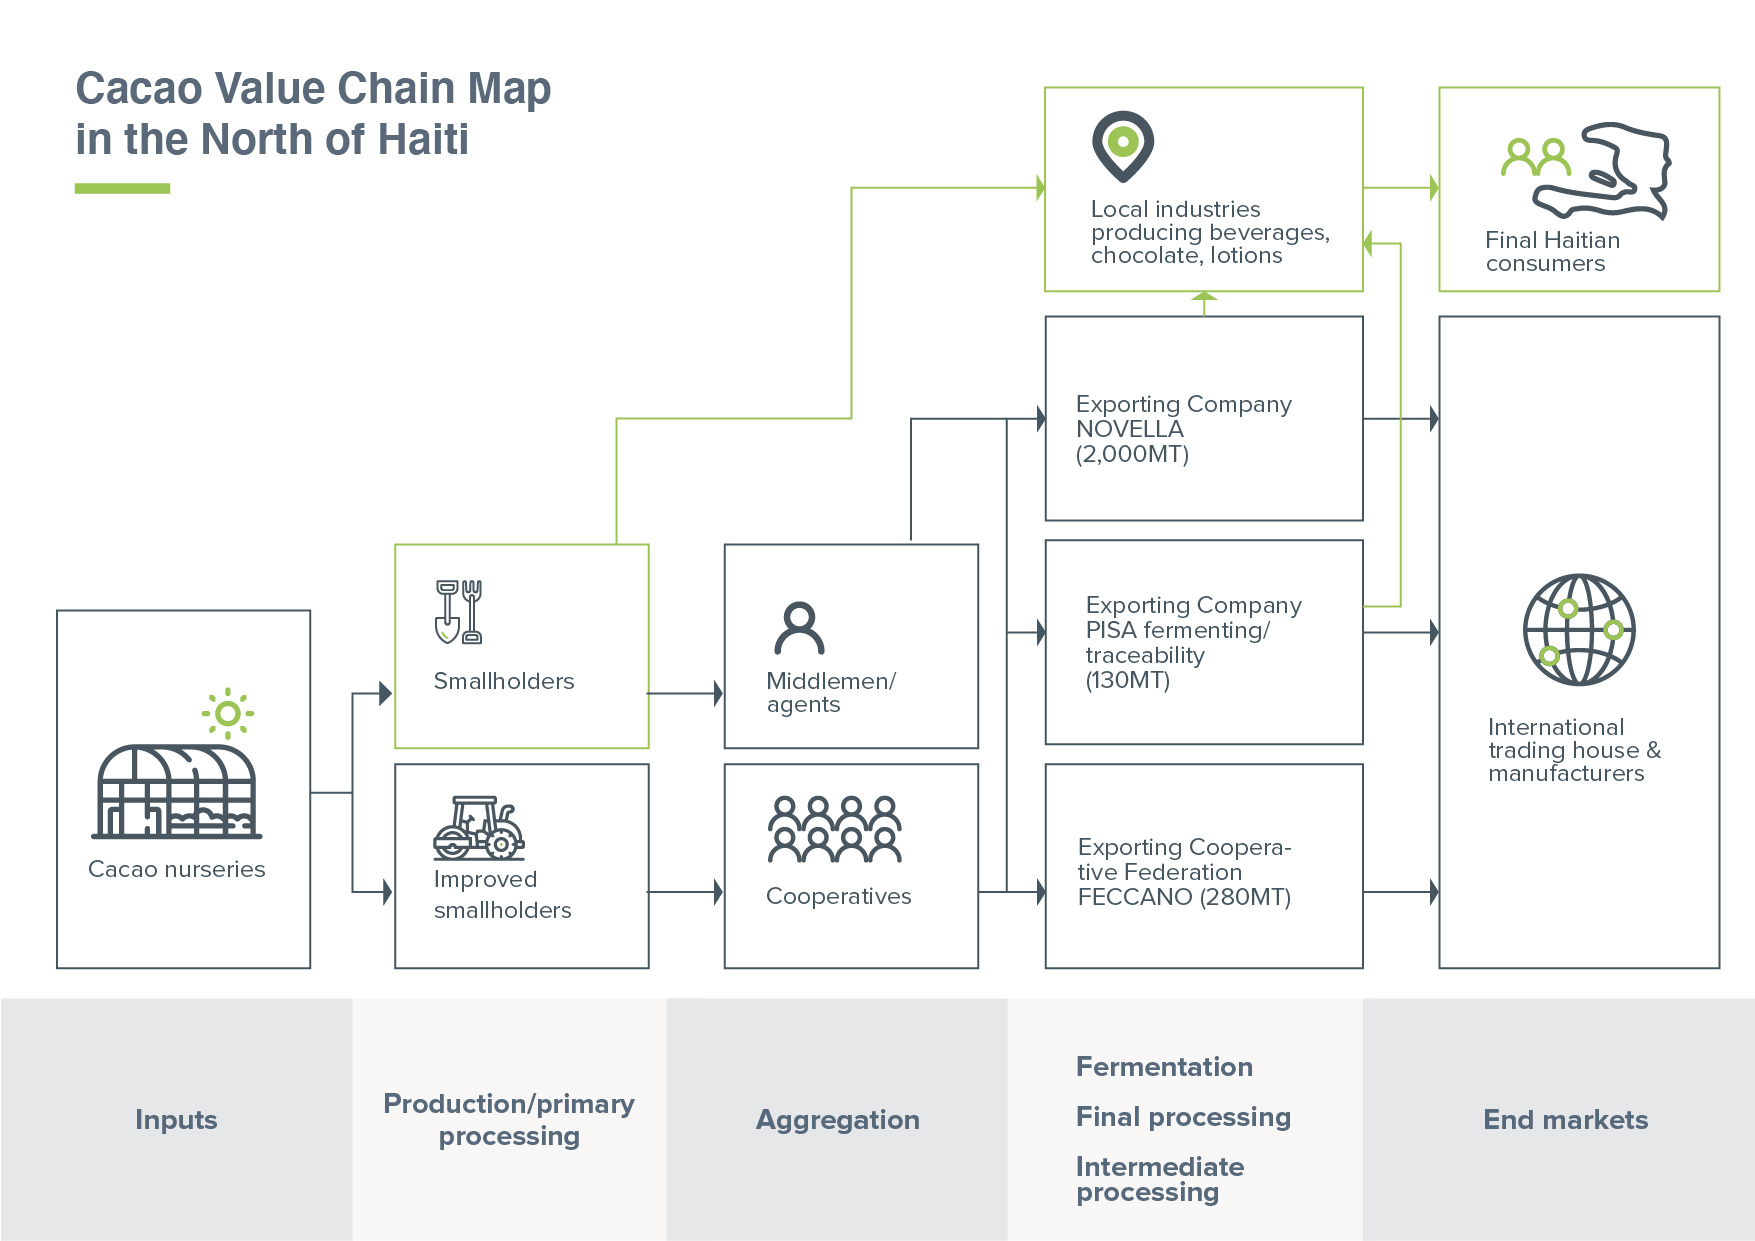 Cacao Value Chain Map
in the North of Haiti
Local industries
producing beverages,
chocolate, lotions
Final Haitian
consumers
Exporting Company
NOVELLA
(2,000MT)
Smallholders
Middlemen/
agents
Exporting Company
PISA fermenting/
traceability
(130MT)
International
trading house &
manufacturers
Cacao nurseries
Improved
smallholders
Cooperatives
Exporting Coopera-
tive Federation
FECCANO (280MT)
Inputs
Production/primary
processing
Aggregation
Fermentation
Final processing
Intermediate
processing
End markets